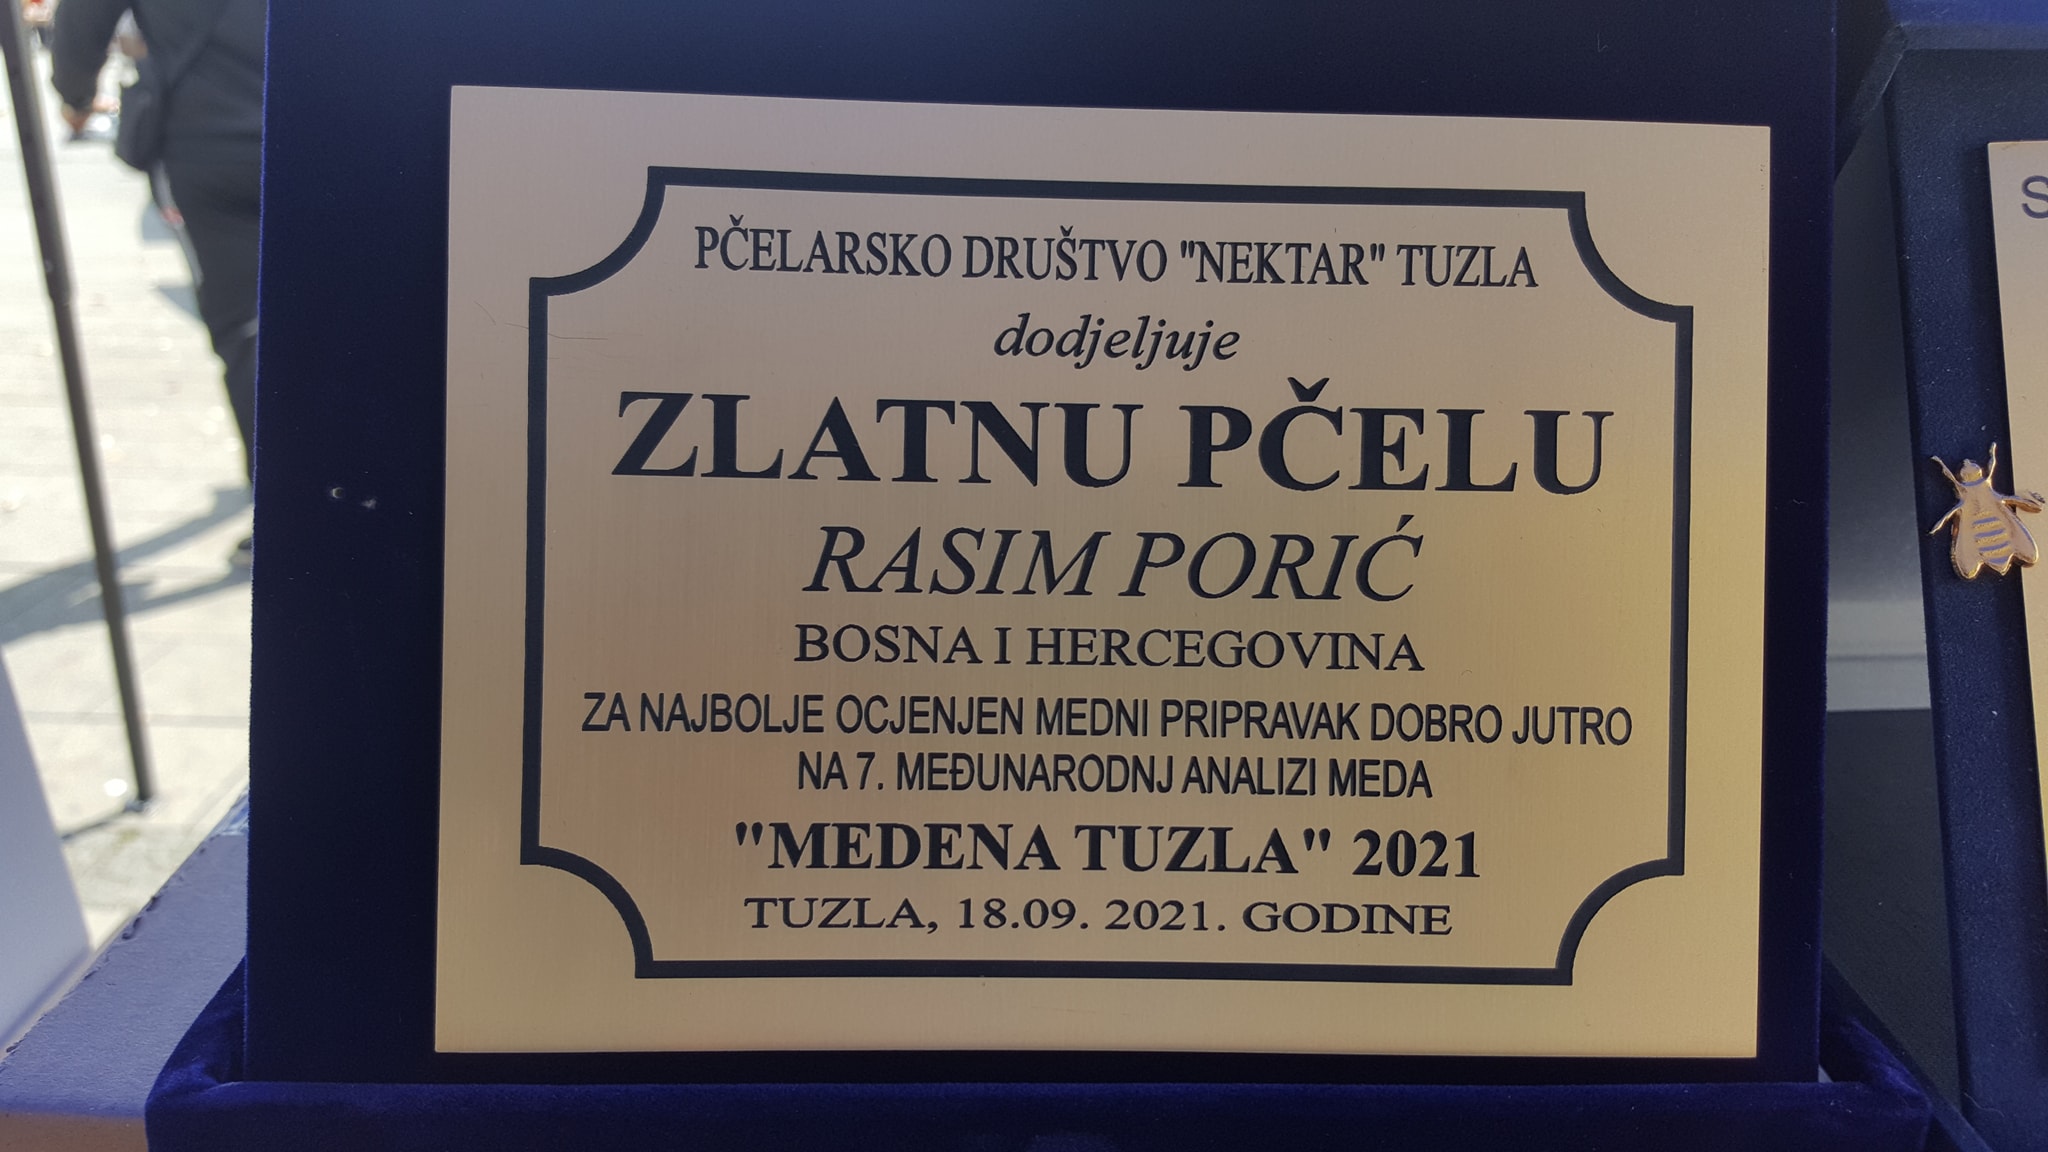 PČELARSKO DRUŠTVO "NEKTAR" TUZLA
dodjeljuje
ZLATNU PČELU
RASIM PORIĆ
BOSNA I HERCEGOVINA
ZA NAJBOLJE OCJENJEN MEDNI PRIPRAVAK DOBRO JUTRO
NA 7. MEĐUNARODNJ ANALIZI MEDA
"MEDENA TUZLA" 2021
TUZLA, 18.09. 2021. GODINE